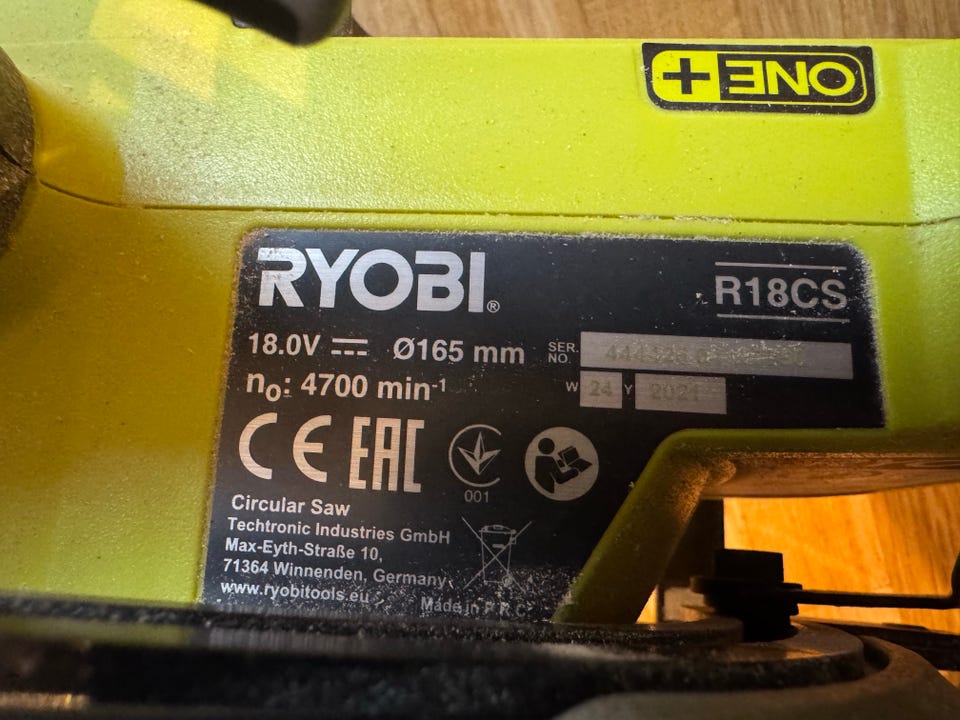 ONE+
RYOBI®
R18CS
18.0V Ø165 mm
SER. NO.
n₀: 4700 min⁻¹
W 24 Y 2021
CE EAC
001
Circular Saw
Techtronic Industries GmbH
Max-Eyth-Straße 10,
71364 Winnenden, Germany
www.ryobitools.eu
Made in P.R.C.